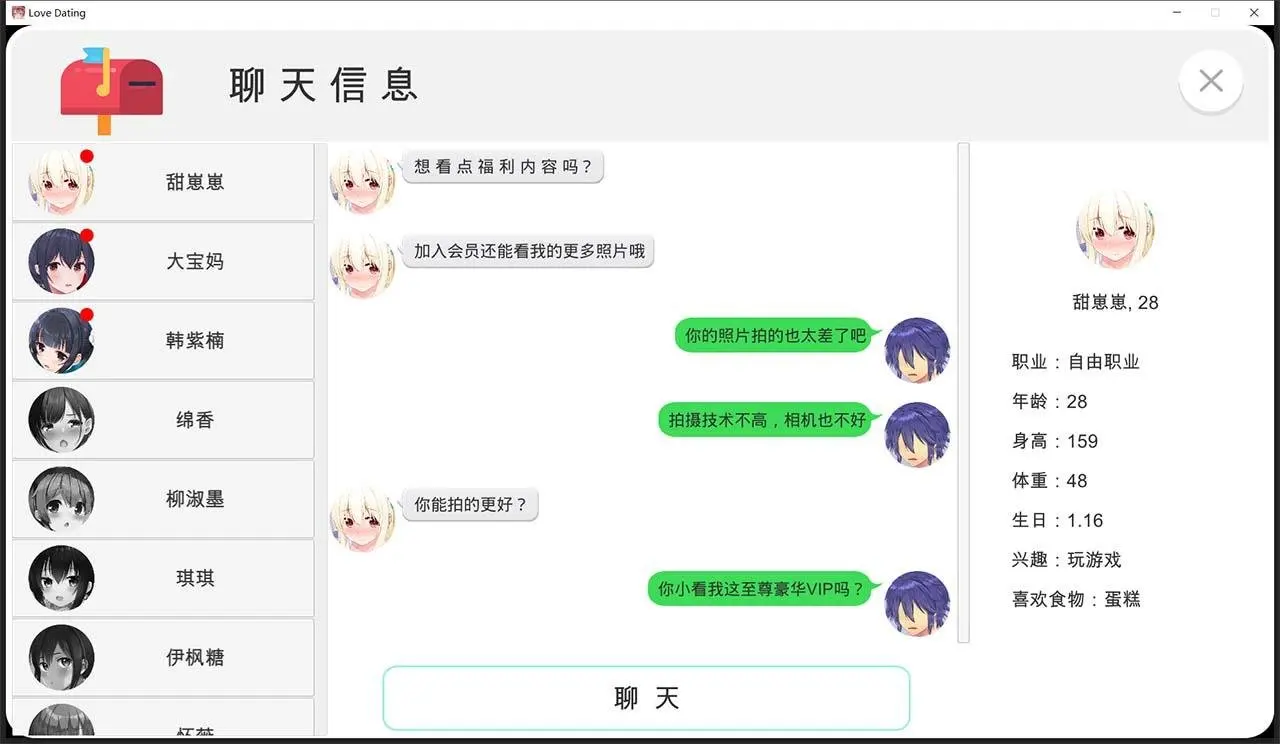 Love Dating
聊天信息
甜崽崽
大宝妈
韩紫楠
绵香
柳淑墨
琪琪
伊枫糖
想看点福利内容吗？
加入会员还能看我的更多照片哦
你的照片拍的也太差了吧
拍摄技术不高，相机也不好
你能拍的更好？
你小看我这至尊豪华VIP吗？
聊天
甜崽崽, 28
职业：自由职业
年龄：28
身高：159
体重：48
生日：1.16
兴趣：玩游戏
喜欢食物：蛋糕